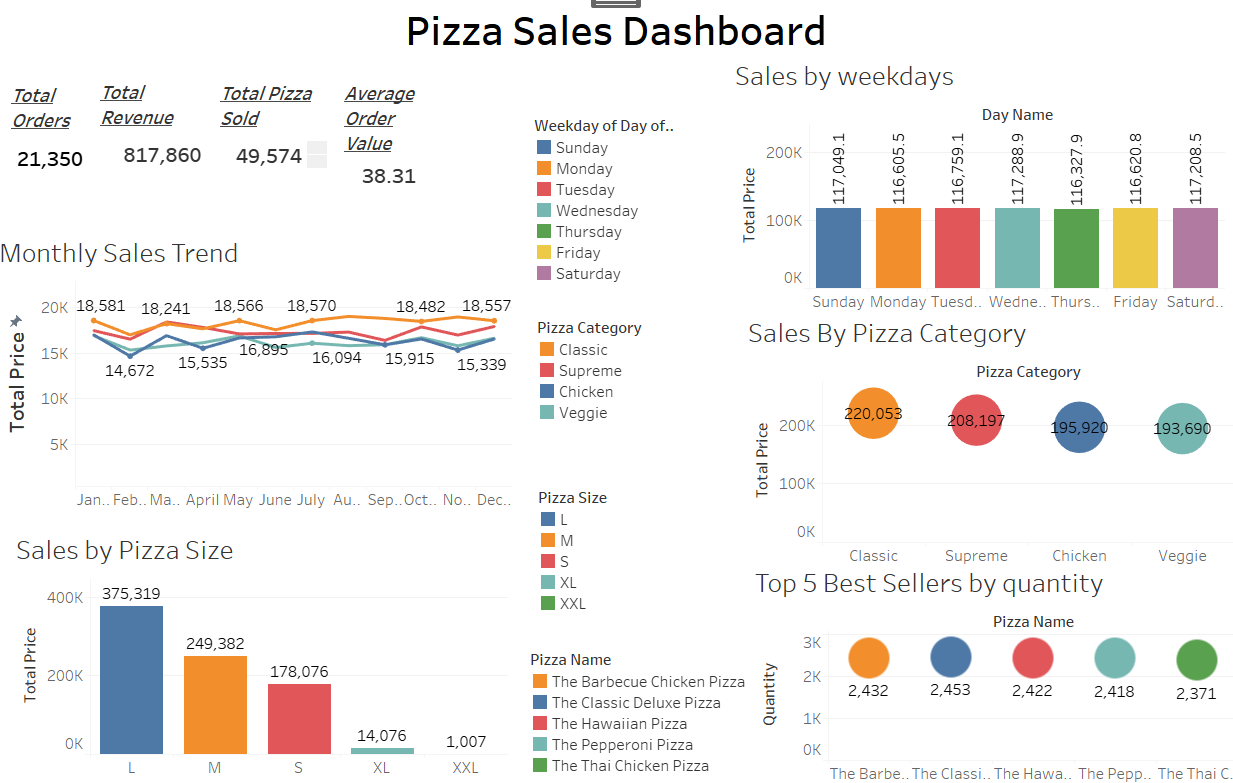 Pizza Sales Dashboard
Total
Orders
21,350
Total
Revenue
817,860
Total Pizza
Sold
49,574
Average
Order
Value
38.31
Monthly Sales Trend
Total Price
20K
15K
10K
5K
18,581
18,241
18,566
18,570
18,482
18,557
14,672
15,535
16,895
16,094
15,915
15,339
Jan..
Feb..
Ma..
April
May
June
July
Au..
Sep..
Oct..
No..
Dec..
Sales by Pizza Size
Total Price
400K
200K
0K
375,319
249,382
178,076
14,076
1,007
L
M
S
XL
XXL
Weekday of Day of..
Sunday
Monday
Tuesday
Wednesday
Thursday
Friday
Saturday
Pizza Category
Classic
Supreme
Chicken
Veggie
Pizza Size
L
M
S
XL
XXL
Pizza Name
The Barbecue Chicken Pizza
The Classic Deluxe Pizza
The Hawaiian Pizza
The Pepperoni Pizza
The Thai Chicken Pizza
Sales by weekdays
Day Name
Total Price
200K
100K
0K
117,049.1
116,605.5
116,759.1
117,288.9
116,327.9
116,620.8
117,208.5
Sunday
Monday
Tuesd..
Wedne..
Thurs..
Friday
Saturd..
Sales By Pizza Category
Pizza Category
Total Price
200K
100K
0K
220,053
208,197
195,920
193,690
Classic
Supreme
Chicken
Veggie
Top 5 Best Sellers by quantity
Pizza Name
Quantity
3K
2K
1K
0K
2,432
2,453
2,422
2,418
2,371
The Barbe..
The Classi..
The Hawa..
The Pepp..
The Thai C..